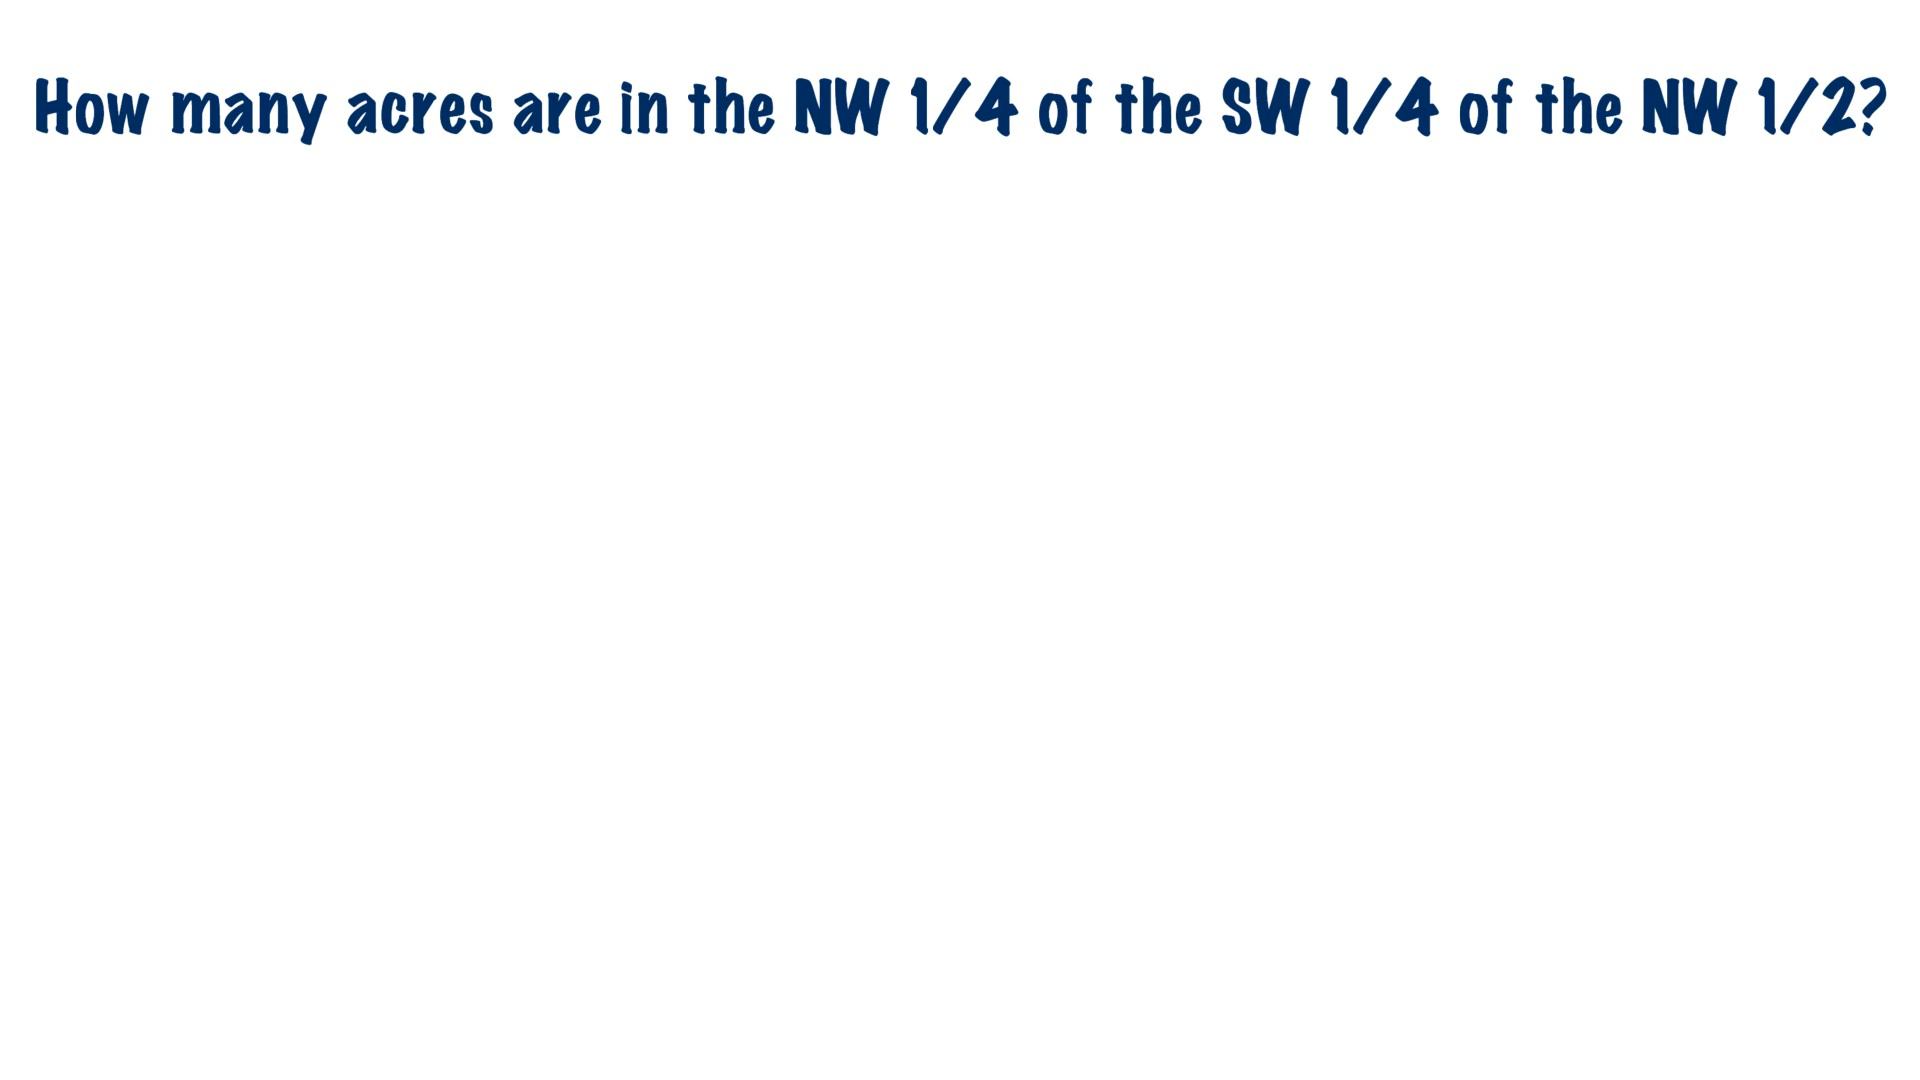 How many acres are in the NW 1/4 of the SW 1/4 of the NW 1/2?